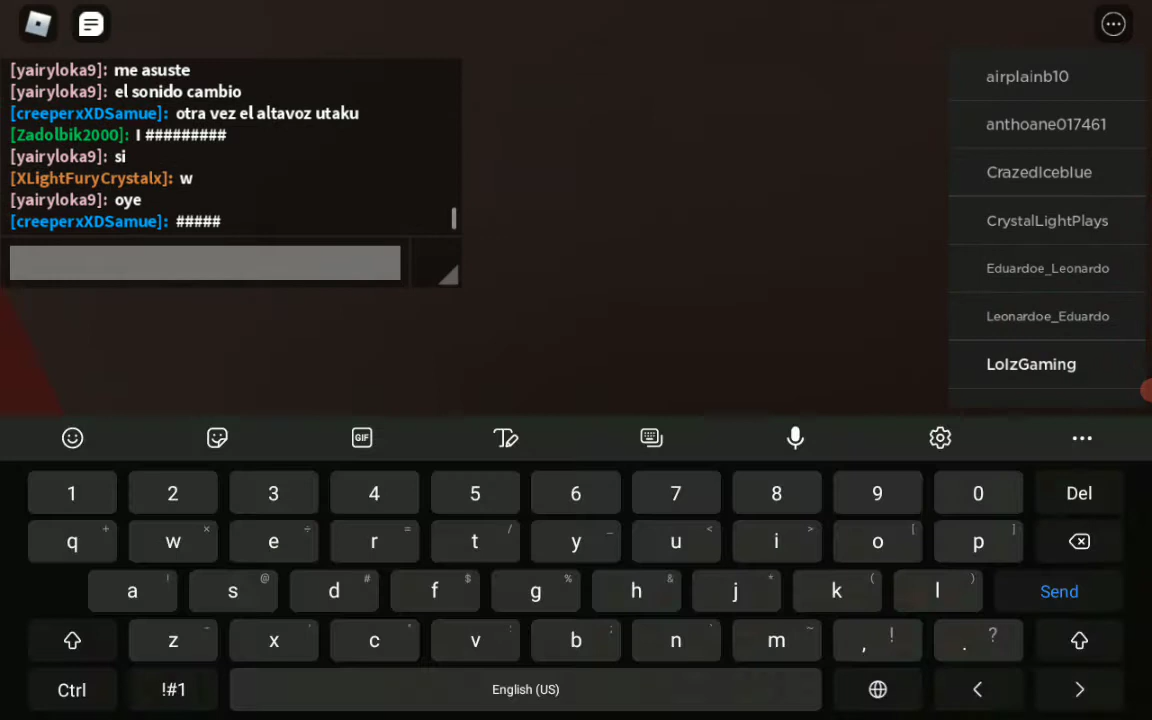 [yairyloka9]: me asuste
[yairyloka9]: el sonido cambio
[creeperxXDSamue]: otra vez el altavoz utaku
[Zadolbik2000]: I #########
[yairyloka9]: si
[XLightFuryCrystalx]: w
[yairyloka9]: oye
[creeperxXDSamue]: #####
airplainb10
anthoane017461
CrazedIceblue
CrystalLightPlays
Eduardoe_Leonardo
Leonardoe_Eduardo
LolzGaming
GIF
1 2 3 4 5 6 7 8 9 0 Del
q + w × e ÷ r = t / y _ u < i > o [ p ]
a ! s @ d # f $ g % h & j * k ( l ) Send
z - x ' c " v : b ; n , m ~ , ! . ?
Ctrl !#1 English (US) < >